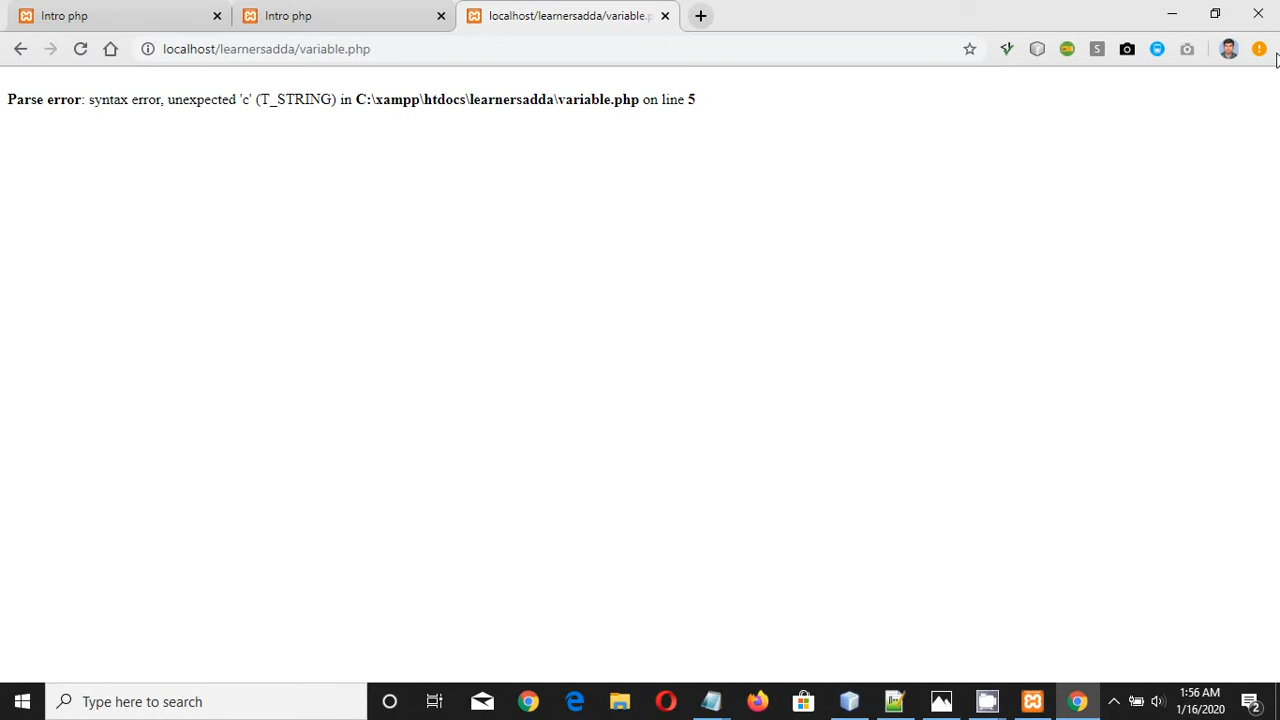 Intro php
Intro php
localhost/learnersadda/variable.p
localhost/learnersadda/variable.php
S
Parse error: syntax error, unexpected 'c' (T_STRING) in C:\xampp\htdocs\learnersadda\variable.php on line 5
Type here to search
1:56 AM
1/16/2020
2